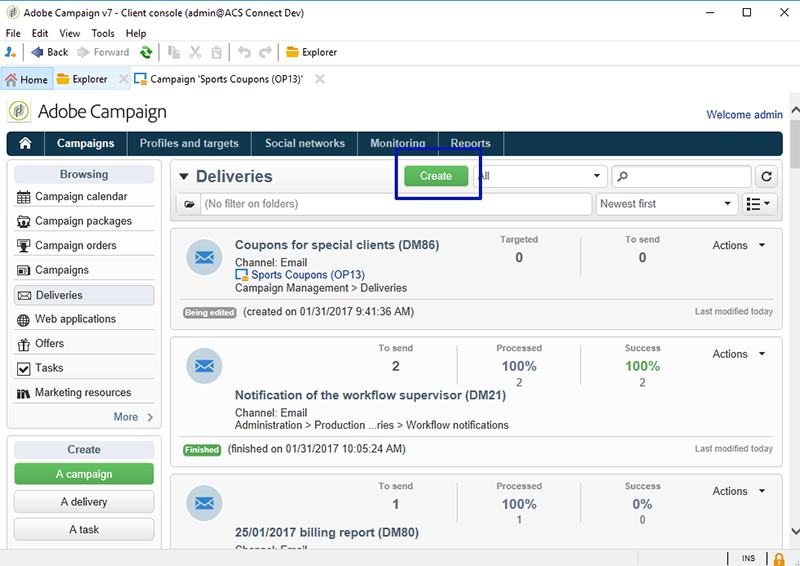 Adobe Campaign v7 - Client console (admin@ACS Connect Dev)
File Edit View Tools Help
Back Forward Explorer
Home Explorer Campaign 'Sports Coupons (OP13)'
Adobe Campaign
Welcome admin
Campaigns Profiles and targets Social networks Monitoring Reports
Browsing
Campaign calendar
Campaign packages
Campaign orders
Campaigns
Deliveries
Web applications
Offers
Tasks
Marketing resources
More
Create
A campaign
A delivery
A task
Deliveries Create All
(No filter on folders) Newest first
Coupons for special clients (DM86) Targeted To send Actions
0 0
Channel: Email
Sports Coupons (OP13)
Campaign Management > Deliveries
Being edited (created on 01/31/2017 9:41:36 AM) Last modified today
To send Processed Success Actions
2 100% 100%
2 2
Notification of the workflow supervisor (DM21)
Channel: Email
Administration > Production ...ries > Workflow notifications
Finished (finished on 01/31/2017 10:05:24 AM) Last modified today
To send Processed Success Actions
1 100% 0%
1 0
25/01/2017 billing report (DM80)
Channel: Email
INS